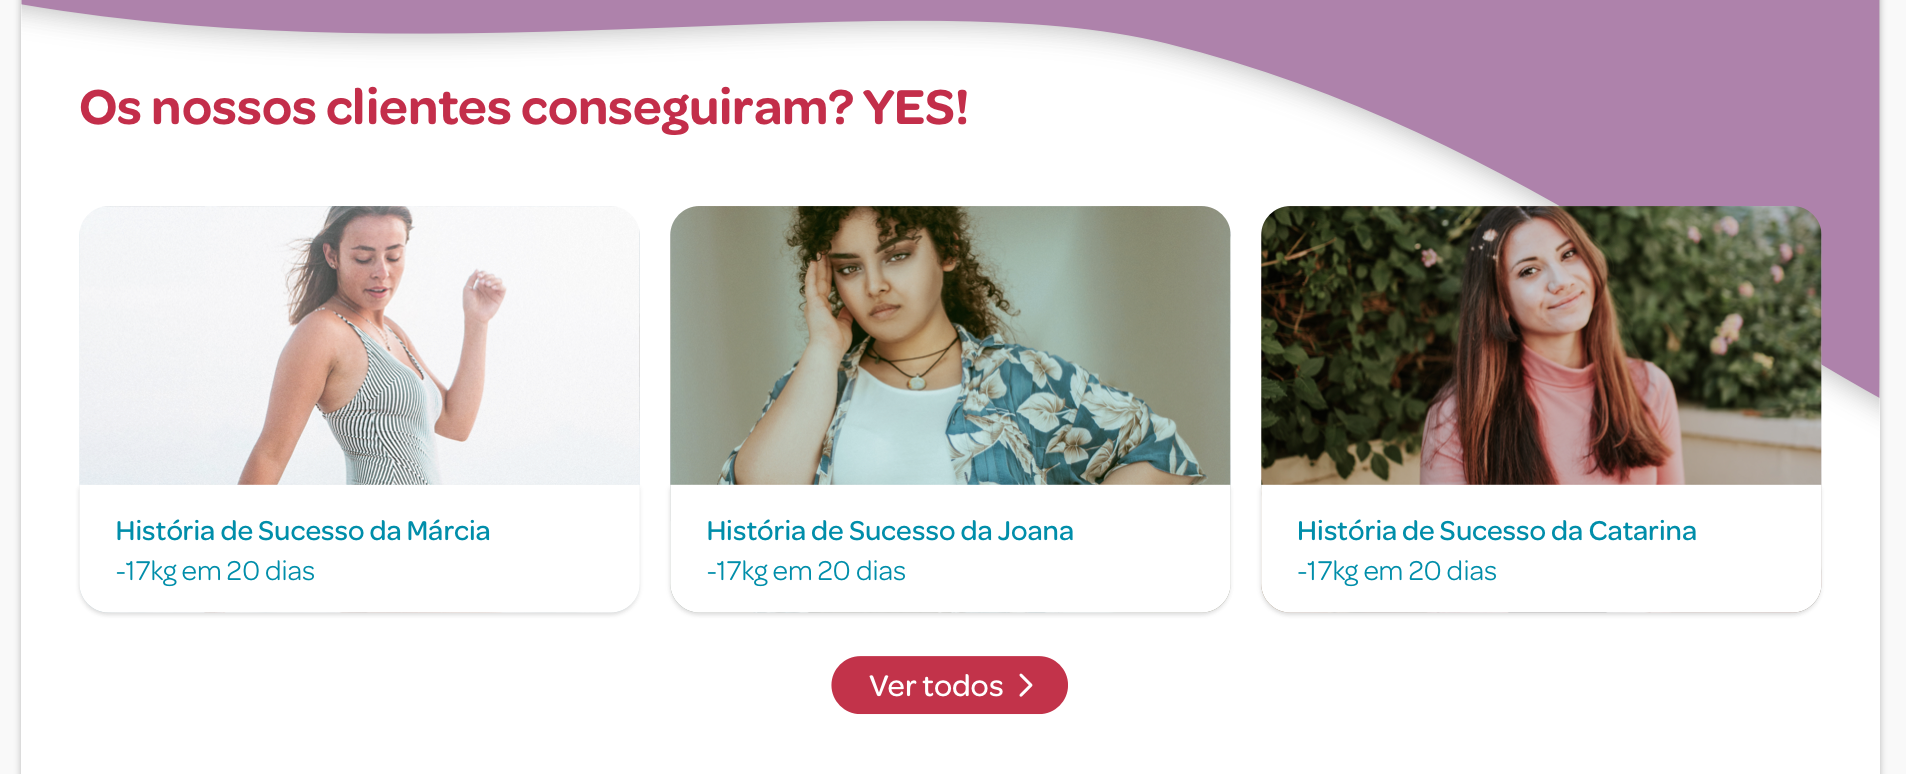 Os nossos clientes conseguiram? YES!
História de Sucesso da Márcia
-17kg em 20 dias
História de Sucesso da Joana
-17kg em 20 dias
História de Sucesso da Catarina
-17kg em 20 dias
Ver todos